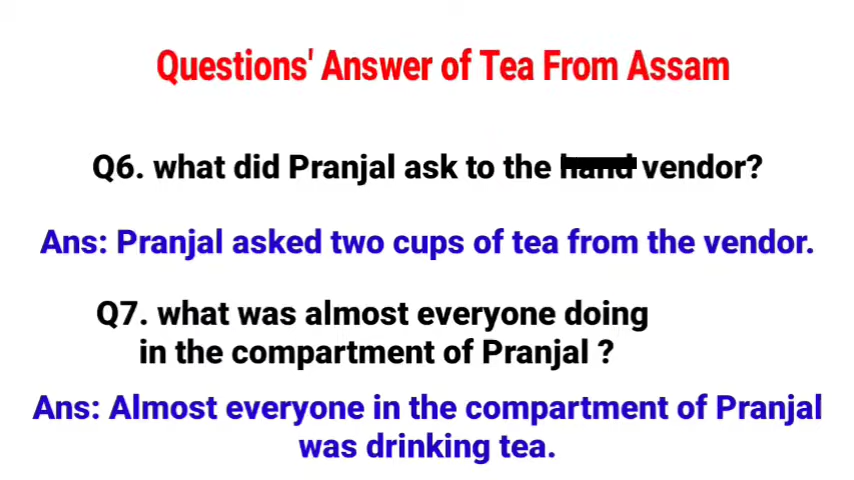 Questions' Answer of Tea From Assam
Q6. what did Pranjal ask to the hand vendor?
Ans: Pranjal asked two cups of tea from the vendor.
Q7. what was almost everyone doing
in the compartment of Pranjal ?
Ans: Almost everyone in the compartment of Pranjal
was drinking tea.